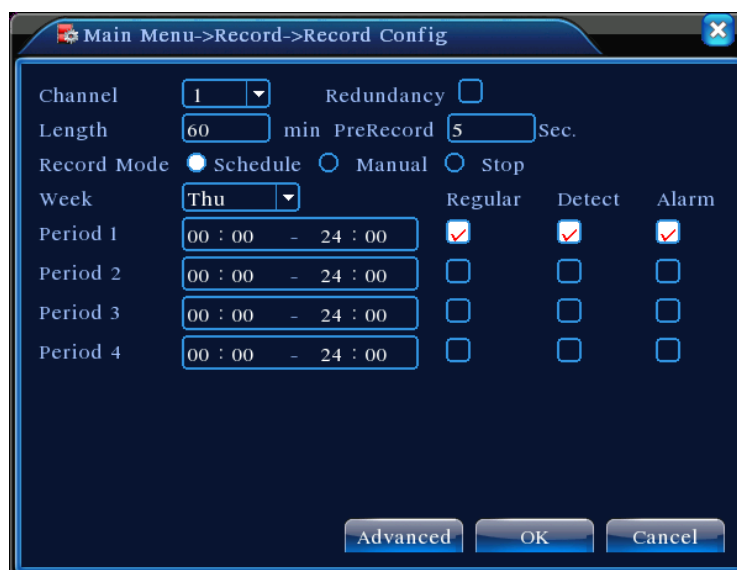 Main Menu->Record->Record Config
Channel 1 Redundancy
Length 60 min PreRecord 5 Sec.
Record Mode Schedule Manual Stop
Week Thu Regular Detect Alarm
Period 1 00 : 00 - 24 : 00
Period 2 00 : 00 - 24 : 00
Period 3 00 : 00 - 24 : 00
Period 4 00 : 00 - 24 : 00
Advanced OK Cancel